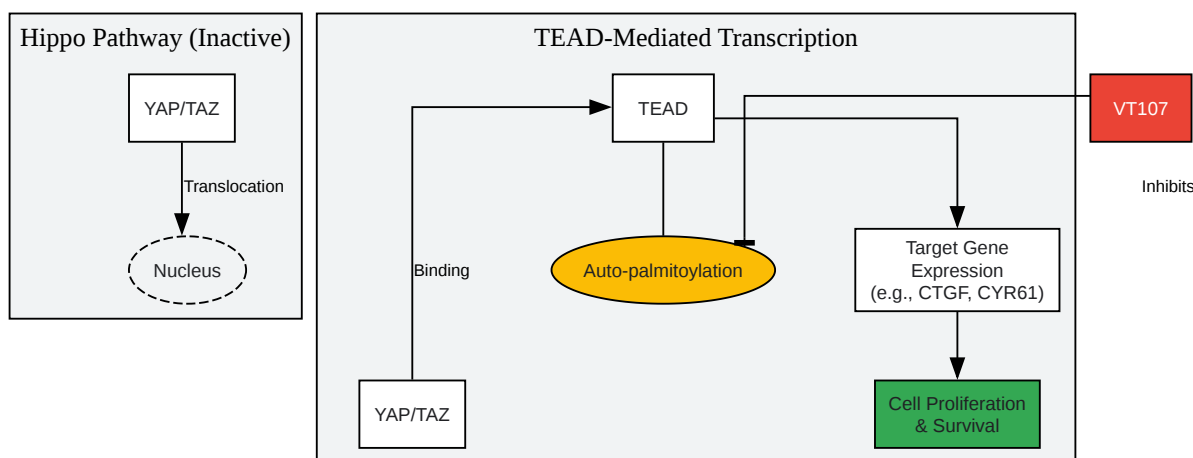 Hippo Pathway (Inactive)
YAP/TAZ
Translocation
Nucleus
TEAD-Mediated Transcription
TEAD
Binding
Auto-palmitoylation
YAP/TAZ
Target Gene
Expression
(e.g., CTGF, CYR61)
Cell Proliferation
& Survival
VT107
Inhibits